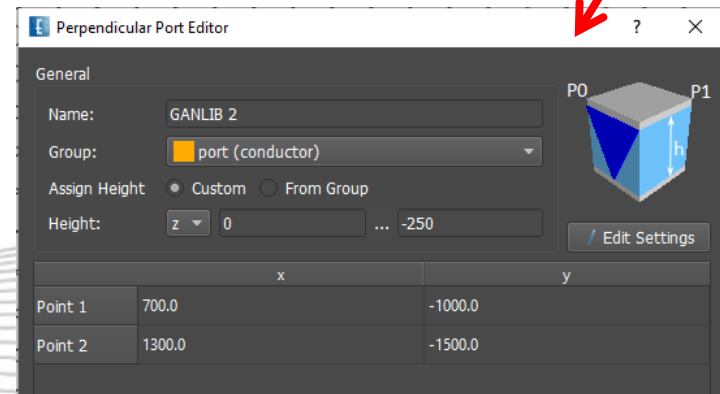 Perpendicular Port Editor ? ×
General
P0 P1
Name: GANLIB 2
Group: port (conductor)
h
Assign Height Custom From Group
Height: z 0 ... -250
Edit Settings
x y
Point 1 700.0 -1000.0
Point 2 1300.0 -1500.0